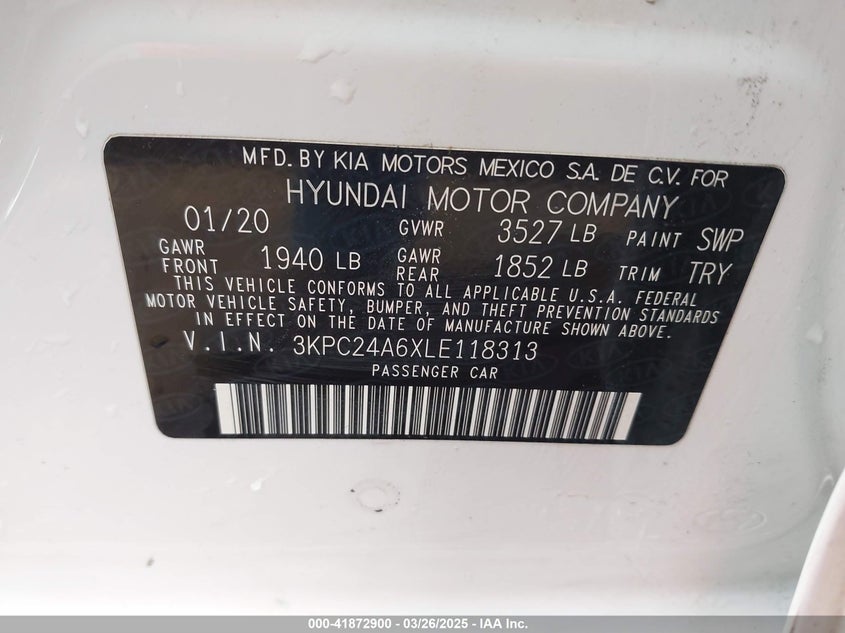 MFD. BY KIA MOTORS MEXICO S.A. DE C.V. FOR
HYUNDAI MOTOR COMPANY
01/20 GVWR 3527 LB PAINT SWP
GAWR FRONT 1940 LB GAWR REAR 1852 LB TRIM TRY
THIS VEHICLE CONFORMS TO ALL APPLICABLE U.S.A. FEDERAL
MOTOR VEHICLE SAFETY, BUMPER, AND THEFT PREVENTION STANDARDS
IN EFFECT ON THE DATE OF MANUFACTURE SHOWN ABOVE.
V.I.N. 3KPC24A6XLE118313
PASSENGER CAR
000-41872900 - 03/26/2025 - IAA Inc.